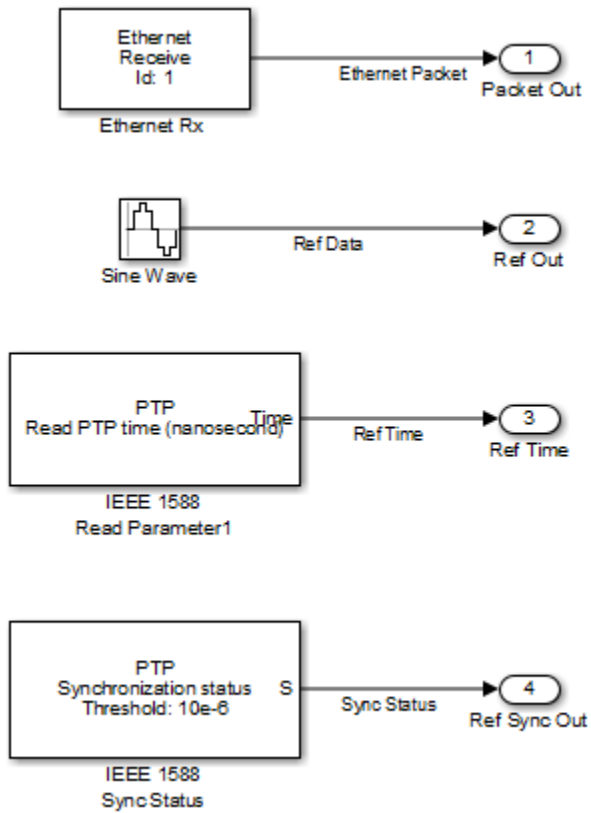 Ethernet
Receive
Id: 1
Ethernet Packet
1
Packet Out
Ethernet Rx
Ref Data
2
Ref Out
Sine Wave
PTP
Read PTP time (nanosecond)
Time
Ref Time
3
Ref Time
IEEE 1588
Read Parameter1
PTP
Synchronization status
Threshold: 10e-6
S
Sync Status
4
Ref Sync Out
IEEE 1588
Sync Status